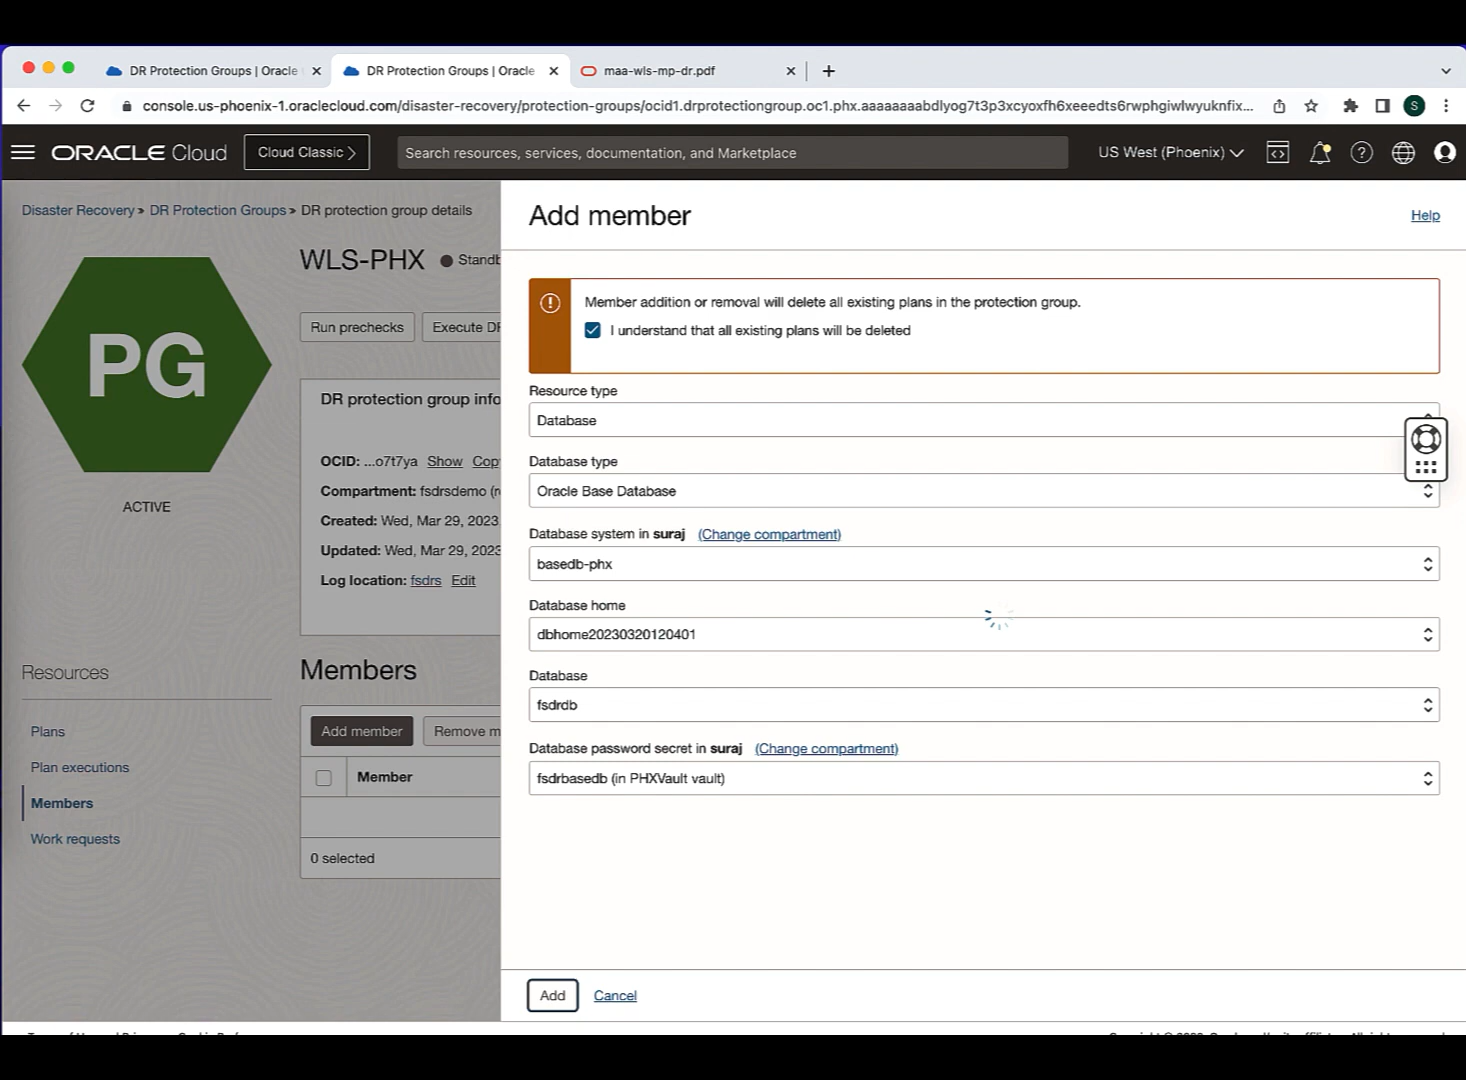 DR Protection Groups | Oracle
DR Protection Groups | Oracle
maa-wls-mp-dr.pdf
console.us-phoenix-1.oraclecloud.com/disaster-recovery/protection-groups/ocid1.drprotectiongroup.oc1.phx.aaaaaaaabdlyog7t3p3xcyoxfh6xeeedts6rwphgiwlwyuknfix...
S
ORACLE Cloud
Cloud Classic
Search resources, services, documentation, and Marketplace
US West (Phoenix)
Disaster Recovery » DR Protection Groups » DR protection group details
PG
ACTIVE
WLS-PHX
Standb
Run prechecks
Execute DR
DR protection group info
OCID: ...o7t7ya Show Cop
Compartment: fsdrsdemo (r
Created: Wed, Mar 29, 2023
Updated: Wed, Mar 29, 2023
Log location: fsdrs Edit
Resources
Plans
Plan executions
Members
Work requests
Members
Add member
Remove m
Member
0 selected
Add member
Help
Member addition or removal will delete all existing plans in the protection group.
I understand that all existing plans will be deleted
Resource type
Database
Database type
Oracle Base Database
Database system in suraj (Change compartment)
basedb-phx
Database home
dbhome20230320120401
Database
fsdrdb
Database password secret in suraj (Change compartment)
fsdrbasedb (in PHXVault vault)
Add
Cancel